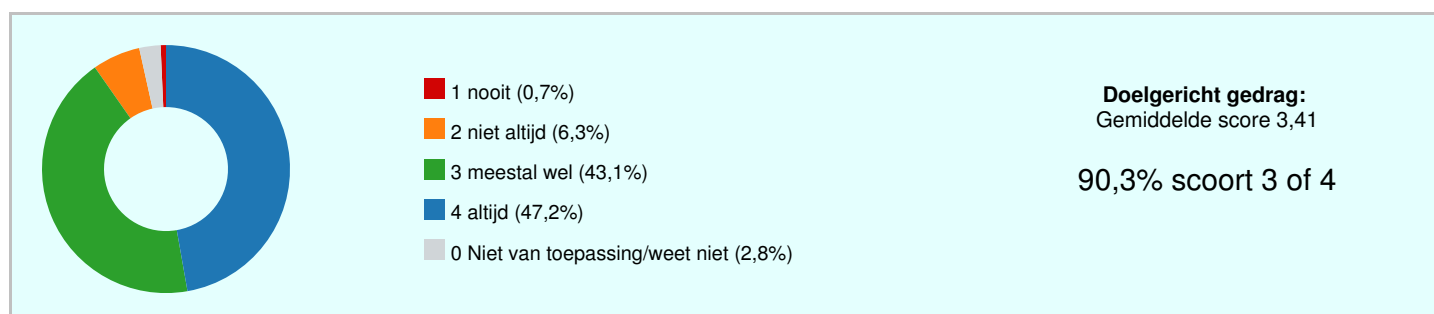 1 nooit (0,7%)
2 niet altijd (6,3%)
3 meestal wel (43,1%)
4 altijd (47,2%)
0 Niet van toepassing/weet niet (2,8%)
Doelgericht gedrag:
Gemiddelde score 3,41
90,3% scoort 3 of 4